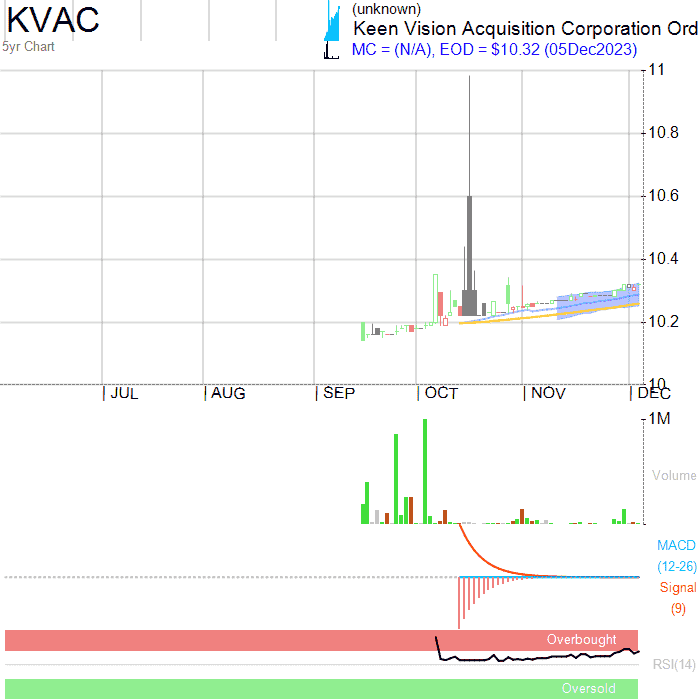 KVAC
5yr Chart
(unknown)
Keen Vision Acquisition Corporation Ord
MC = (N/A), EOD = $10.32 (05Dec2023)
11
10.8
10.6
10.4
10.2
10
JUL
AUG
SEP
OCT
NOV
DEC
1M
Volume
MACD
(12-26)
Signal
(9)
Overbought
RSI(14)
Oversold